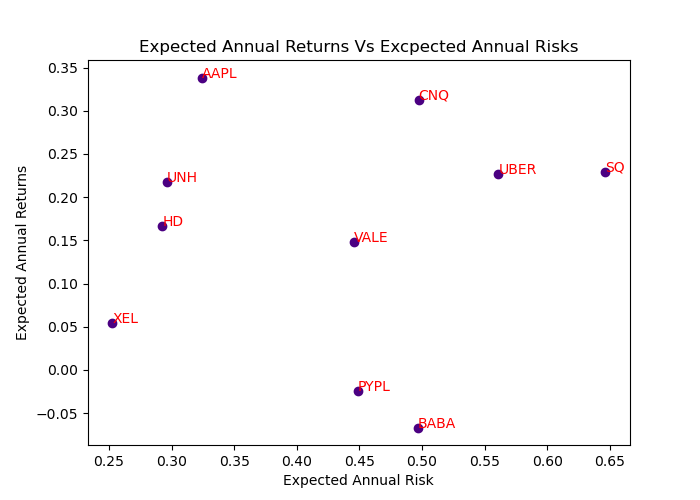 Expected Annual Returns Vs Excpected Annual Risks
Expected Annual Returns
0.35
0.30
0.25
0.20
0.15
0.10
0.05
0.00
−0.05
AAPL
CNQ
UBER
SQ
UNH
HD
VALE
XEL
PYPL
BABA
0.25 0.30 0.35 0.40 0.45 0.50 0.55 0.60 0.65
Expected Annual Risk